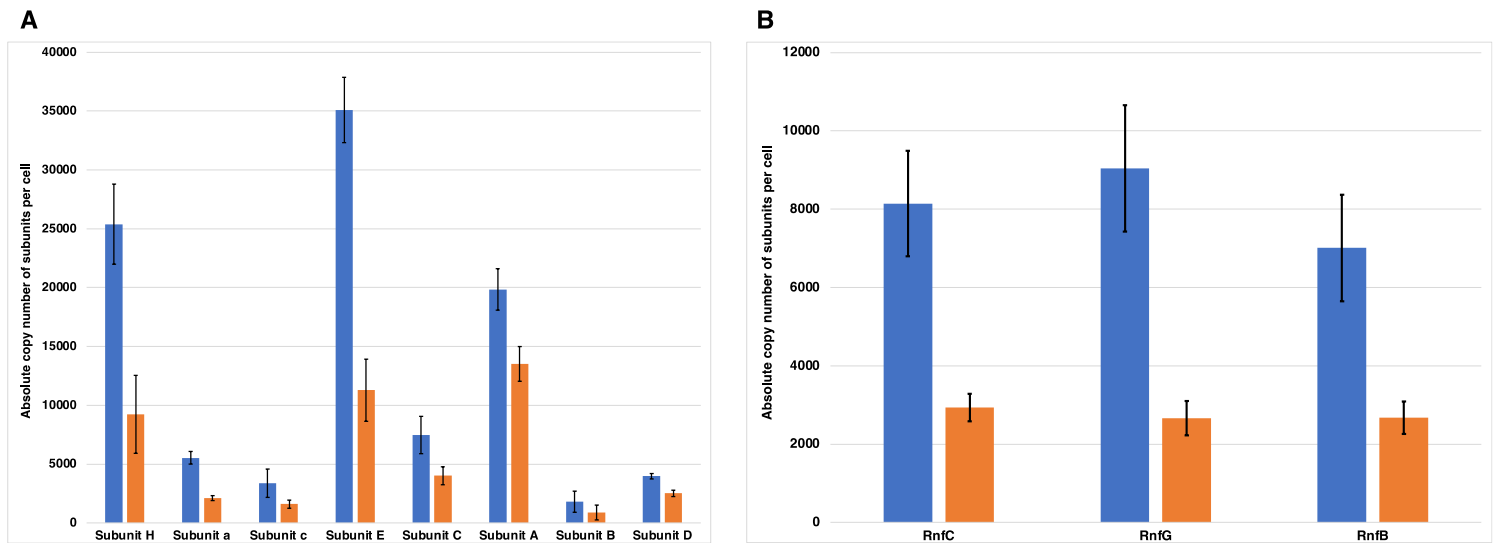 A
Absolute copy number of subunits per cell
40000
35000
30000
25000
20000
15000
10000
5000
0
Subunit H Subunit a Subunit c Subunit E Subunit C Subunit A Subunit B Subunit D
B
Absolute copy number of subunits per cell
12000
10000
8000
6000
4000
2000
0
RnfC RnfG RnfB